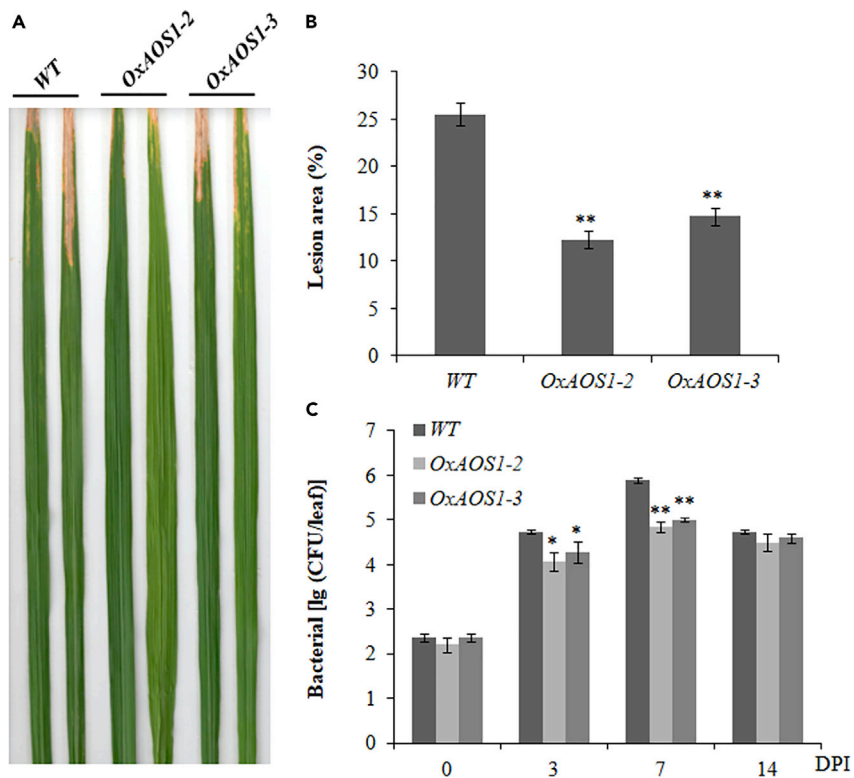 A
WT
OxAOS1-2
OxAOS1-3
B
Lesion area (%)
30
25
20
15
10
5
0
**
**
WT
OxAOS1-2
OxAOS1-3
C
Bacterial [lg (CFU/leaf)]
7
6
5
4
3
2
1
0
WT
OxAOS1-2
OxAOS1-3
*
*
**
**
0
3
7
14
DPI